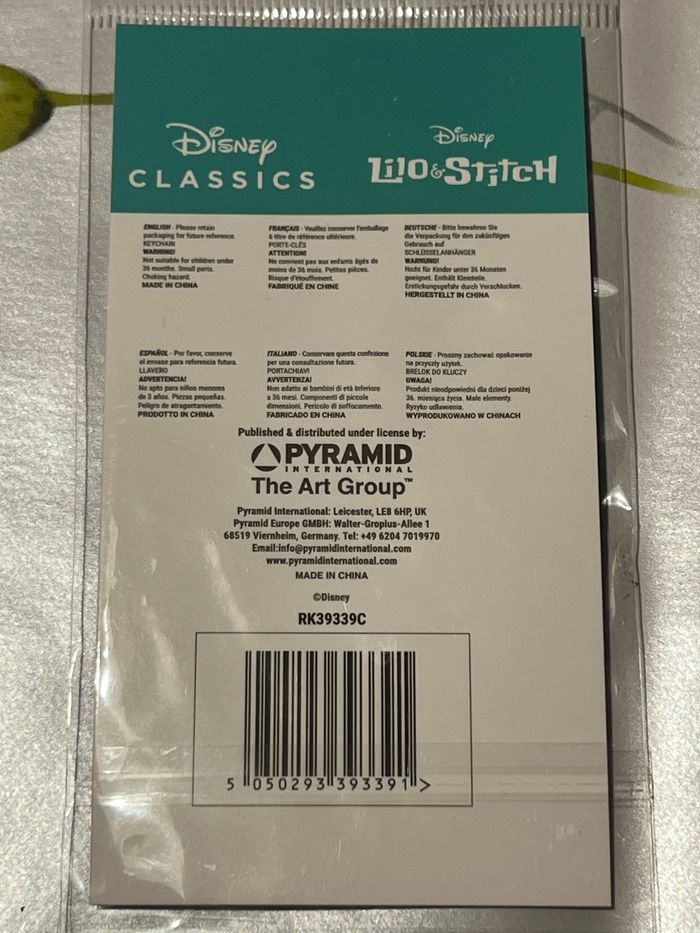 Disney
CLASSICS
Disney
Lilo & Stitch
ENGLISH - Please retain
packaging for future reference.
KEYCHAIN
WARNING!
Not suitable for children under
36 months. Small parts.
Choking hazard.
MADE IN CHINA
FRANÇAIS - Veuillez conserver l'emballage
à titre de référence ultérieure.
PORTE-CLÉS
ATTENTION!
Ne convient pas aux enfants âgés de
moins de 36 mois. Petites pièces.
Risque d'étouffement.
FABRIQUÉ EN CHINE
DEUTSCHE - Bitte bewahren Sie
die Verpackung für den zukünftigen
Gebrauch auf
SCHLÜSSELANHÄNGER
WARNUNG!
Nicht für Kinder unter 36 Monaten
geeignet. Enthält Kleinteile.
Erstickungsgefahr durch Verschlucken.
HERGESTELLT IN CHINA
ESPAÑOL - Por favor, conserve
el envase para referencia futura.
LLAVERO
ADVERTENCIA!
No apto para niños menores
de 3 años. Piezas pequeñas.
Peligro de atragantamiento.
PRODOTTO IN CHINA
ITALIANO - Conservare questa confezione
per una consultazione futura.
PORTACHIAVI
AVVERTENZA!
Non adatto ai bambini di età inferiore
a 36 mesi. Componenti di piccole
dimensioni. Pericolo di soffocamento.
FABRICADO EN CHINA
POLSKIE - Prosimy zachować opakowanie
na przyszły użytek.
BRELOK DO KLUCZY
UWAGA!
Produkt nieodpowiedni dla dzieci poniżej
36. miesiąca życia. Małe elementy.
Ryzyko udławienia.
WYPRODUKOWANO W CHINACH
Published & distributed under license by:
PYRAMID
INTERNATIONAL
The Art Group™
Pyramid International: Leicester, LE8 6HP, UK
Pyramid Europe GMBH: Walter-Gropius-Allee 1
68519 Viernheim, Germany. Tel: +49 6204 7019970
Email:info@pyramidinternational.com
www.pyramidinternational.com
MADE IN CHINA
©Disney
RK39339C
5 050293 393391 >